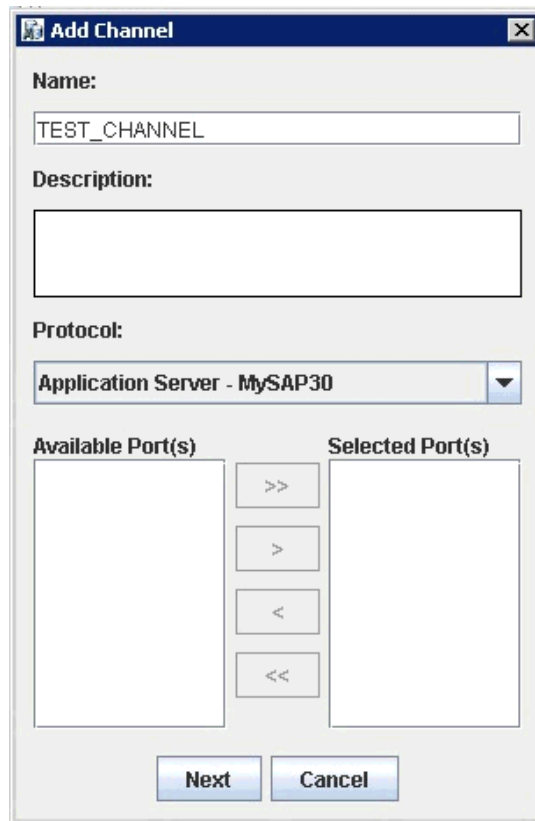 Add Channel
Name:
TEST_CHANNEL
Description:
Protocol:
Application Server - MySAP30
Available Port(s) Selected Port(s)
>>
>
<
<<
Next Cancel